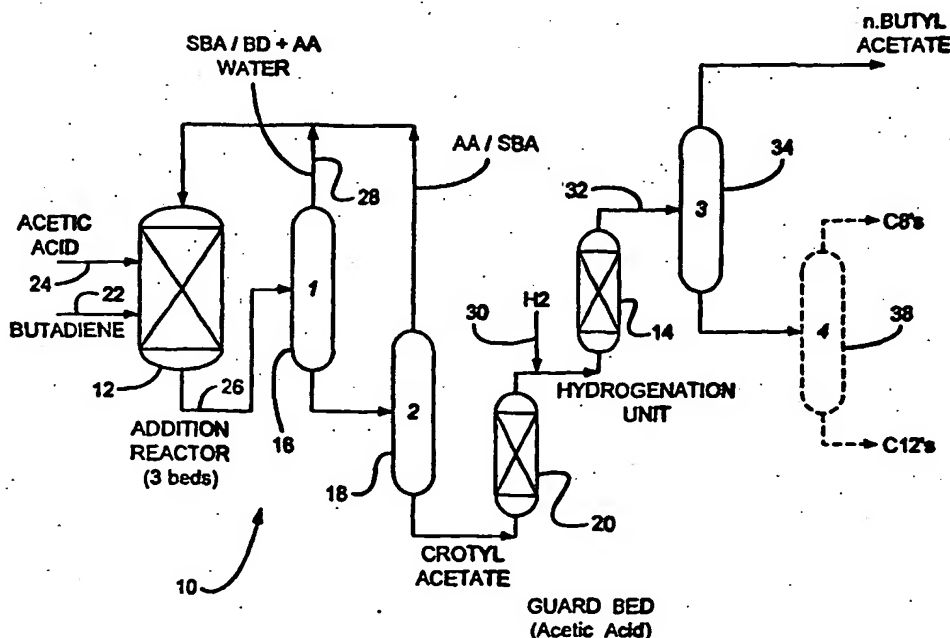 n.BUTYL
ACETATE
SBA / BD + AA
WATER
AA / SBA
28
32
34
3
C8's
ACETIC
ACID
24
22
BUTADIENE
1
H2
30
14
4
38
12
26
16
2
HYDROGENATION
UNIT
C12's
ADDITION
REACTOR
(3 beds)
18
20
CROTYL
ACETATE
10
GUARD BED
(Acetic Acid)